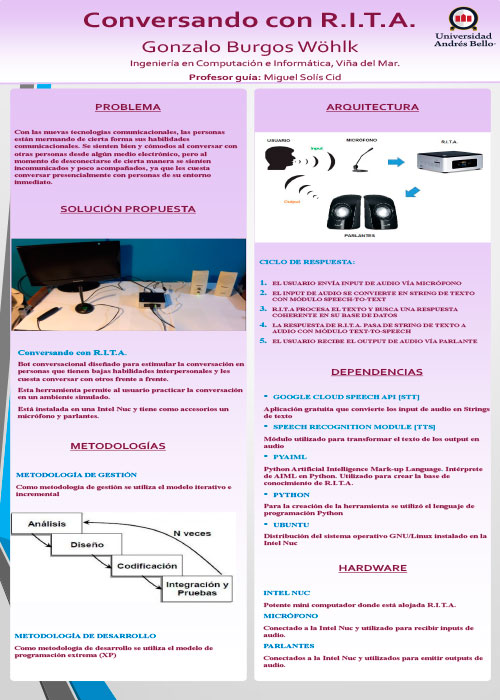 Conversando con R.I.T.A.
Gonzalo Burgos Wöhlk
Ingeniería en Computación e Informática, Viña del Mar.
Profesor guía: Miguel Solís Cid
Universidad
Andrés Bello
PROBLEMA
Con las nuevas tecnologías comunicacionales, las personas
están mermando de cierta forma sus habilidades
comunicacionales. Se sienten bien y cómodos al conversar con
otras personas desde algún medio electrónico, pero al
momento de desconectarse de cierta manera se sienten
incomunicados y poco acompañados, ya que les cuesta
conversar presencialmente con personas de su entorno
inmediato.
SOLUCIÓN PROPUESTA
Conversando con R.I.T.A.
Bot conversacional diseñado para estimular la conversación en
personas que tienen bajas habilidades interpersonales y les
cuesta conversar con otros frente a frente.
Esta herramienta permite al usuario practicar la conversación
en un ambiente simulado.
Está instalada en una Intel Nuc y tiene como accesorios un
micrófono y parlantes.
METODOLOGÍAS
METODOLOGÍA DE GESTIÓN
Como metodología de gestión se utiliza el modelo iterativo e
incremental
Análisis
Diseño
Codificación
Integración y
Pruebas
N veces
METODOLOGÍA DE DESARROLLO
Como metodología de desarrollo se utiliza el modelo de
programación extrema (XP)
ARQUITECTURA
USUARIO
Input
MICRÓFONO
R.I.T.A.
Output
PARLANTES
CICLO DE RESPUESTA:
1. EL USUARIO ENVÍA INPUT DE AUDIO VÍA MICRÓFONO
2. EL INPUT DE AUDIO SE CONVIERTE EN STRING DE TEXTO
CON MÓDULO SPEECH-TO-TEXT
3. R.I.T.A PROCESA EL TEXTO Y BUSCA UNA RESPUESTA
COHERENTE EN SU BASE DE DATOS
4. LA RESPUESTA DE R.I.T.A. PASA DE STRING DE TEXTO A
AUDIO CON MÓDULO TEXT-TO-SPEECH
5. EL USUARIO RECIBE EL OUTPUT DE AUDIO VÍA PARLANTE
DEPENDENCIAS
• GOOGLE CLOUD SPEECH API [STT]
Aplicación gratuita que convierte los input de audio en Strings
de texto
• SPEECH RECOGNITION MODULE [TTS]
Módulo utilizado para transformar el texto de los output en
audio
• PYAIML
Python Artificial Intelligence Mark-up Language. Intérprete
de AIML en Python. Utilizado para crear la base de
conocimiento de R.I.T.A.
• PYTHON
Para la creación de la herramienta se utilizó el lenguaje de
programación Python
• UBUNTU
Distribución del sistema operativo GNU/Linux instalado en la
Intel Nuc
HARDWARE
INTEL NUC
Potente mini computador donde está alojada R.I.T.A.
MICRÓFONO
Conectado a la Intel Nuc y utilizado para recibir inputs de
audio.
PARLANTES
Conectados a la Intel Nuc y utilizados para emitir outputs de
audio.